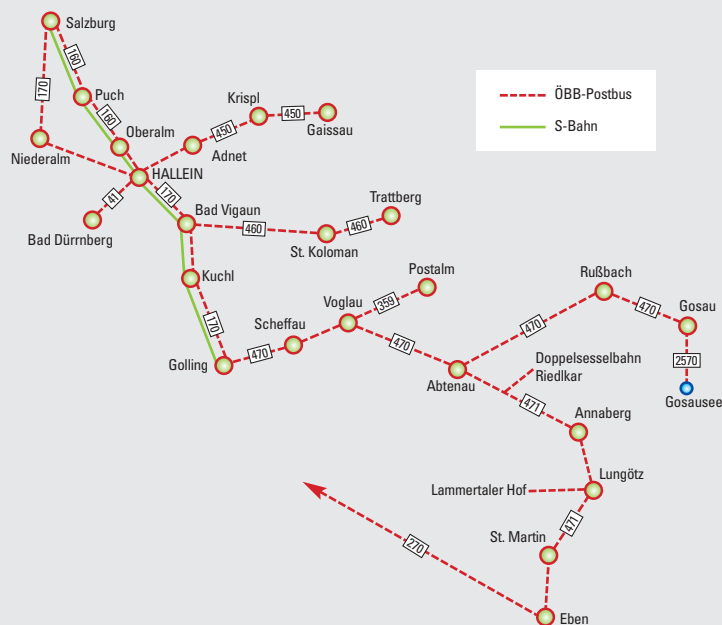 Salzburg
160
170
Puch
160
Oberalm
Niederalm
HALLEIN
Krispl
450
Gaissau
450
Adnet
ÖBB-Postbus
S-Bahn
41
170
Bad Dürrnberg
Bad Vigaun
460
St. Koloman
460
Trattberg
Kuchl
170
Golling
470
Scheffau
Voglau
359
Postalm
470
Abtenau
470
Rußbach
470
Gosau
2570
Gosausee
Doppelsesselbahn
Riedlkar
471
Annaberg
Lungötz
Lammertaler Hof
471
St. Martin
270
Eben